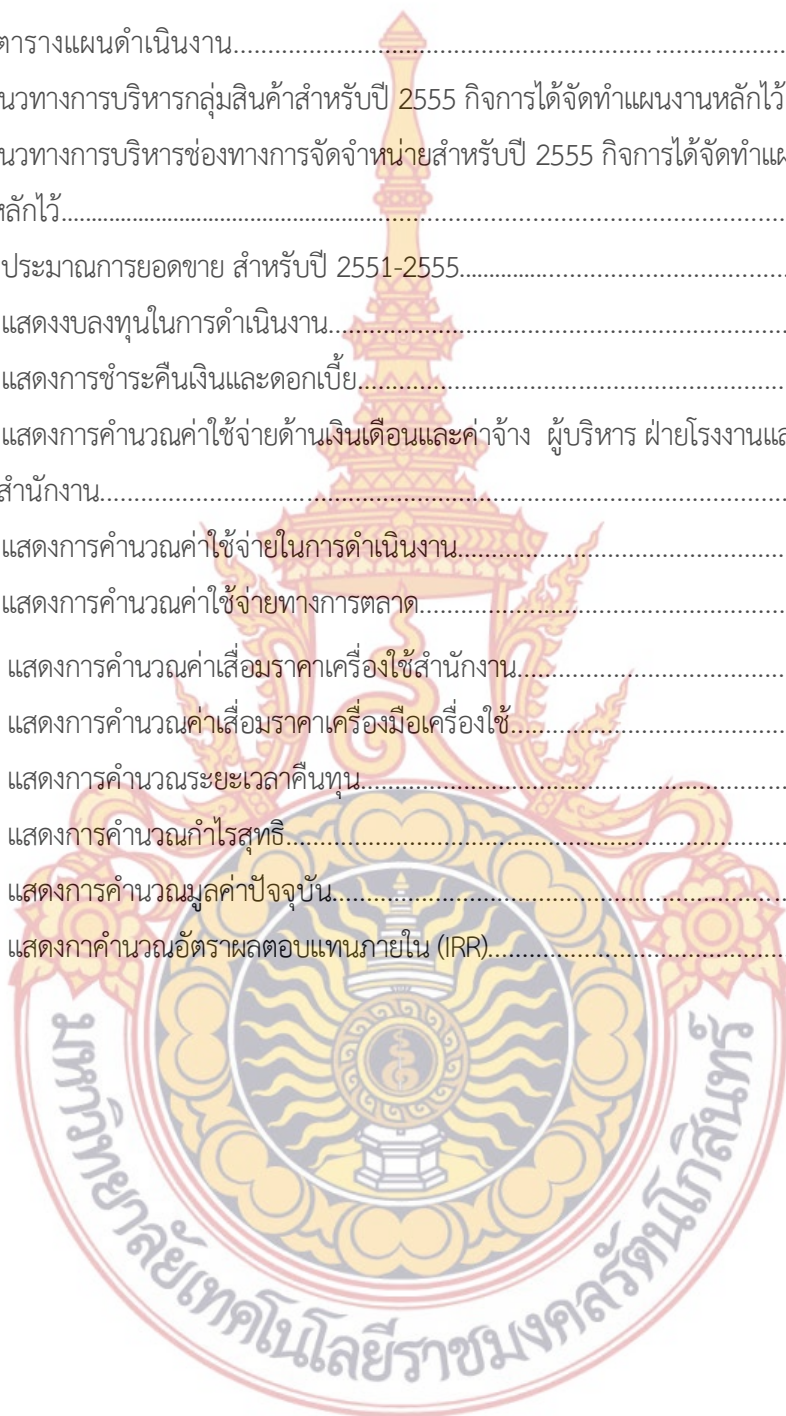 ตารางแผนดำเนินงาน....................................................................................
นวทางการบริหารกลุ่มสินค้าสำหรับปี 2555 กิจการได้จัดทำแผนงานหลักไว้
นวทางการบริหารช่องทางการจัดจำหน่ายสำหรับปี 2555 กิจการได้จัดทำแผ
หลักไว้....................................................................................
ประมาณการยอดขาย สำหรับปี 2551-2555..................................................
แสดงงบลงทุนในการดำเนินงาน......................................................................
แสดงการชำระคืนเงินและดอกเบี้ย..................................................................
แสดงการคำนวณค่าใช้จ่ายด้านเงินเดือนและค่าจ้าง ผู้บริหาร ฝ่ายโรงงานแล
สำนักงาน....................................................................................
แสดงการคำนวณค่าใช้จ่ายในการดำเนินงาน..................................................
แสดงการคำนวณค่าใช้จ่ายทางการตลาด......................................................
แสดงการคำนวณค่าเสื่อมราคาเครื่องใช้สำนักงาน..........................................
แสดงการคำนวณค่าเสื่อมราคาเครื่องมือเครื่องใช้...........................................
แสดงการคำนวณระยะเวลาคืนทุน................................................................
แสดงการคำนวณกำไรสุทธิ..........................................................................
แสดงการคำนวณมูลค่าปัจจุบัน....................................................................
แสดงกาคำนวณอัตราผลตอบแทนภายใน (IRR)..............................................
มหาวิทยาลัยเทคโนโลยีราชมงคลรัตนโกสินทร์